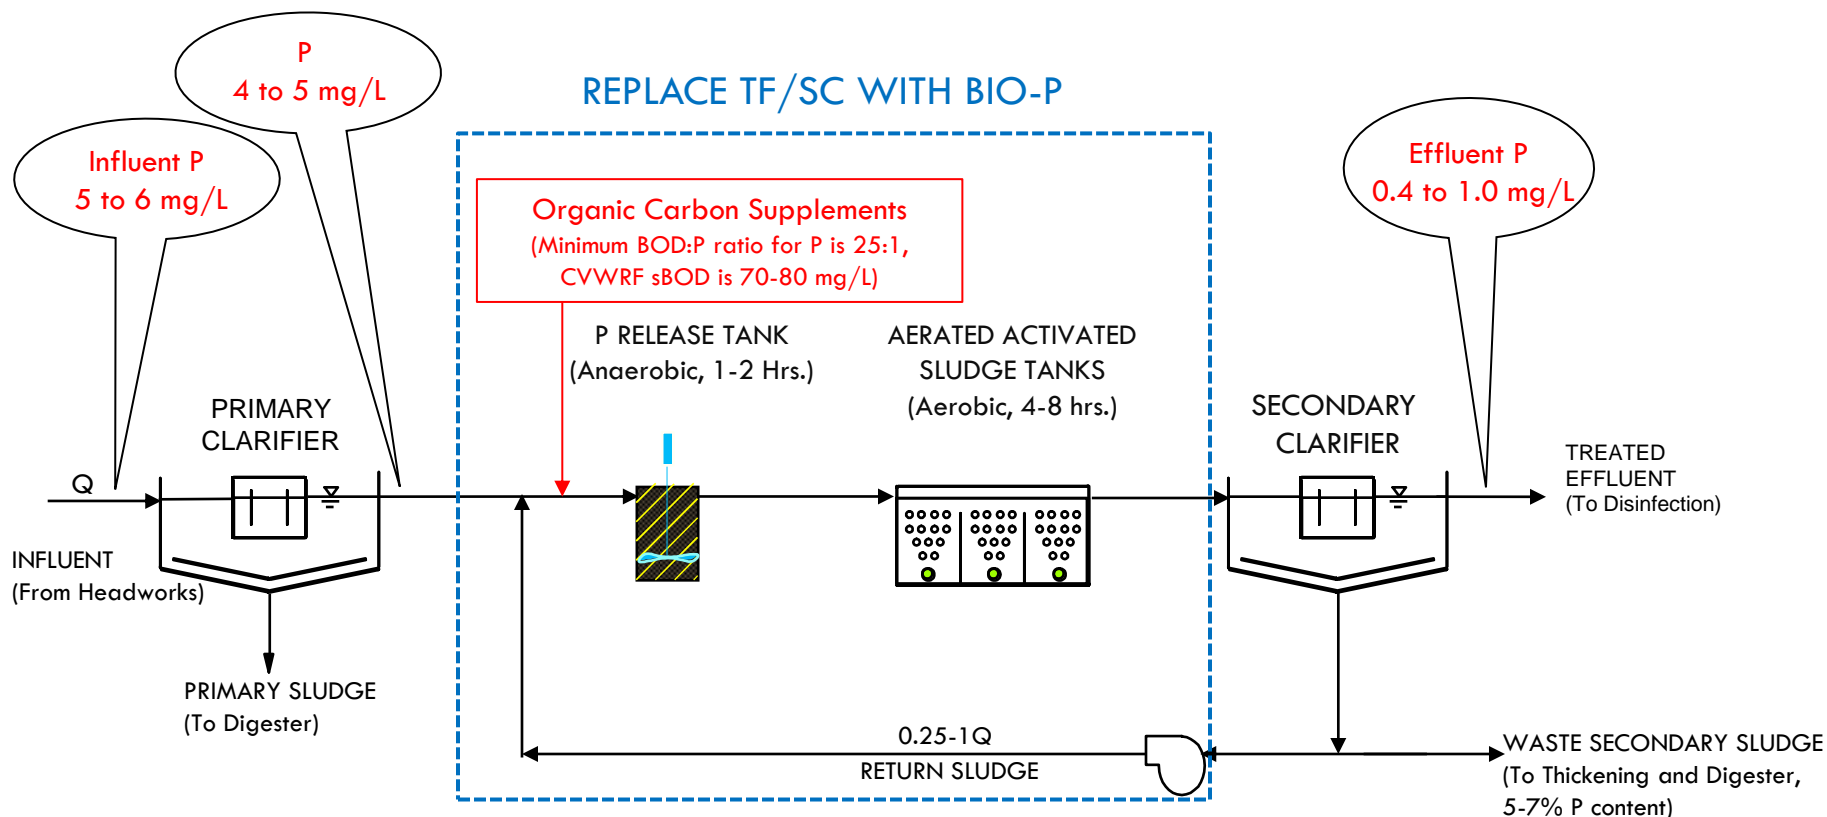 P
4 to 5 mg/L
REPLACE TF/SC WITH BIO-P
Influent P
5 to 6 mg/L
Effluent P
0.4 to 1.0 mg/L
Organic Carbon Supplements
(Minimum BOD:P ratio for P is 25:1,
CVWRF sBOD is 70-80 mg/L)
P RELEASE TANK
(Anaerobic, 1-2 Hrs.)
AERATED ACTIVATED
SLUDGE TANKS
(Aerobic, 4-8 hrs.)
PRIMARY
CLARIFIER
SECONDARY
CLARIFIER
Q
INFLUENT
(From Headworks)
TREATED
EFFLUENT
(To Disinfection)
PRIMARY SLUDGE
(To Digester)
0.25-1Q
RETURN SLUDGE
WASTE SECONDARY SLUDGE
(To Thickening and Digester,
5-7% P content)